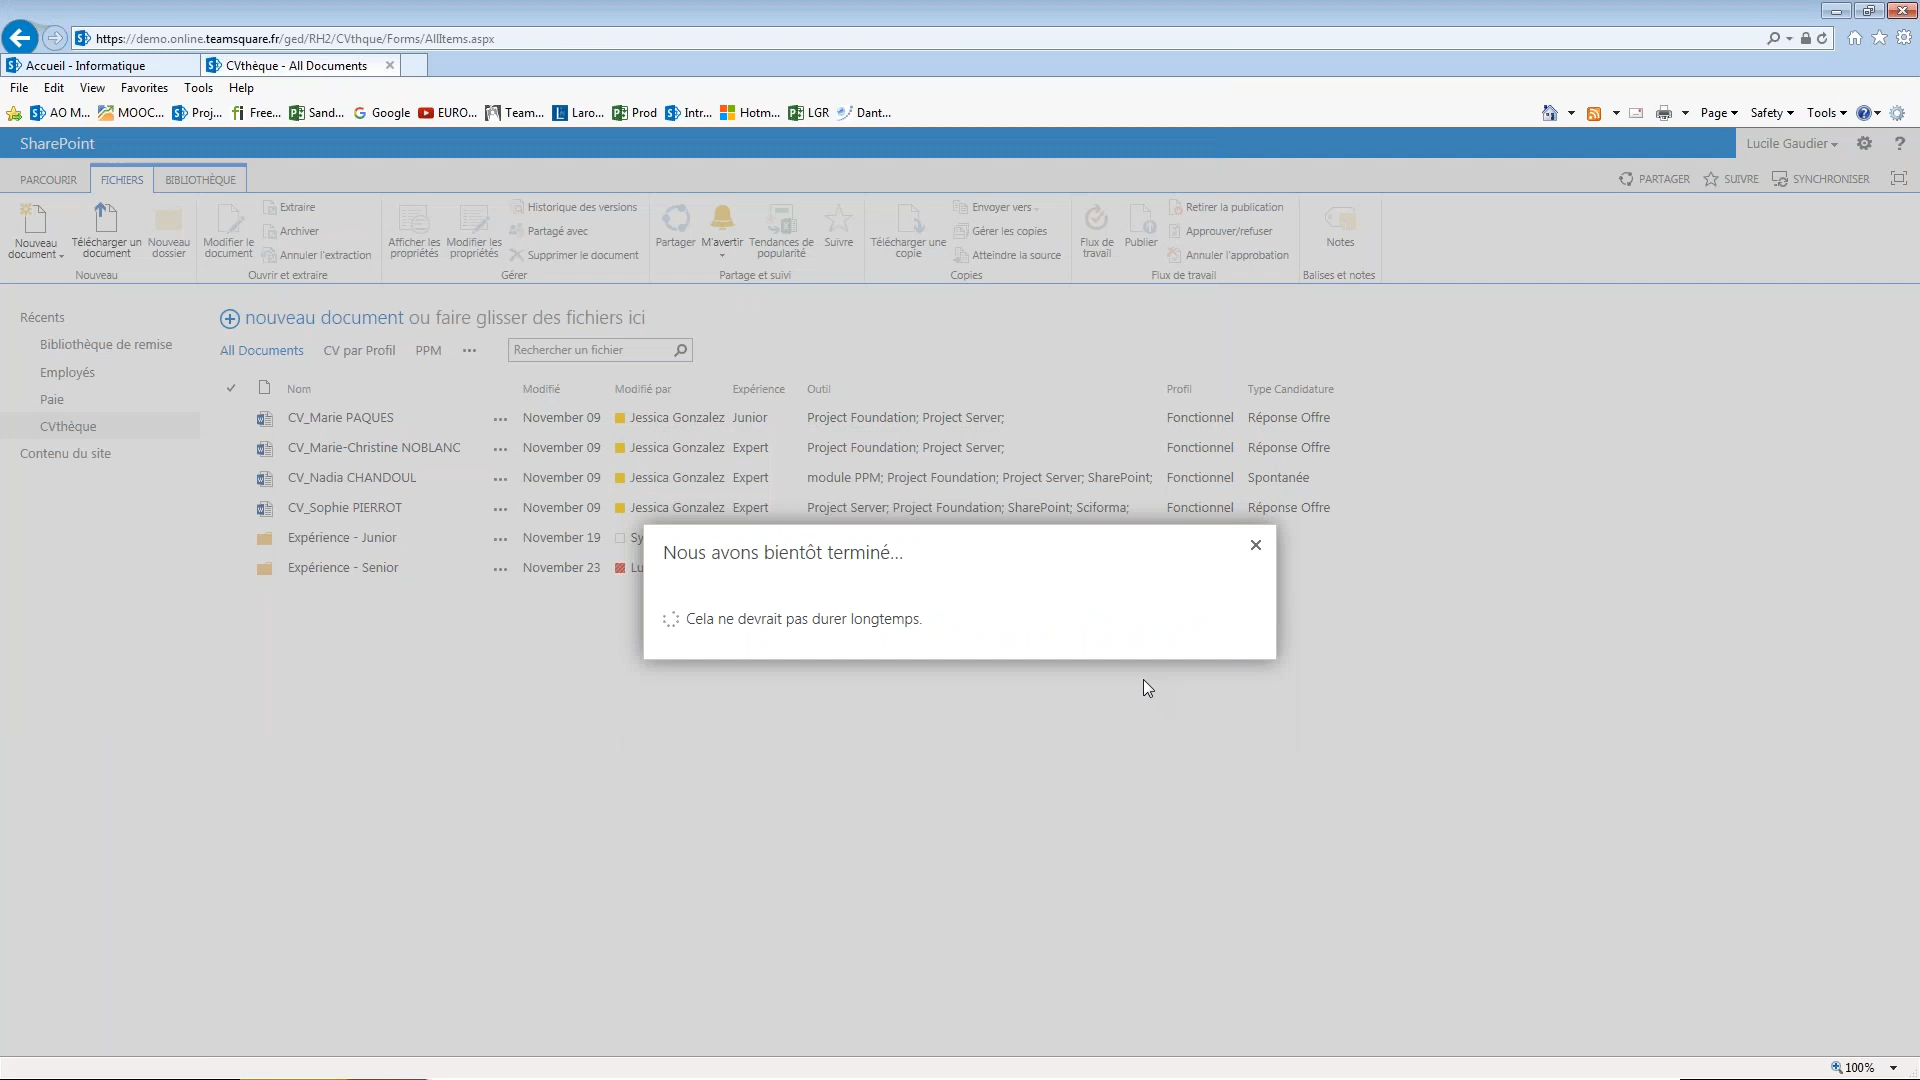 https://demo.online.teamsquare.fr/ged/RH2/CVthque/Forms/AllItems.aspx
Accueil - Informatique
CVthèque - All Documents
File Edit View Favorites Tools Help
AO M... MOOC... Proj... Free... Sand... Google EURO... Team... Laro... Prod Intr... Hotm... LGR Dant... Page Safety Tools
SharePoint Lucile Gaudier
PARCOURIR FICHIERS BIBLIOTHÈQUE PARTAGER SUIVRE SYNCHRONISER
Nouveau document
Télécharger un document
Nouveau dossier
Nouveau
Modifier le document
Extraire
Archiver
Annuler l'extraction
Ouvrir et extraire
Afficher les propriétés
Modifier les propriétés
Historique des versions
Partagé avec
Supprimer le document
Gérer
Partager
M'avertir
Tendances de popularité
Suivre
Partage et suivi
Télécharger une copie
Envoyer vers
Gérer les copies
Atteindre la source
Copies
Flux de travail
Publier
Retirer la publication
Approuver/refuser
Annuler l'approbation
Flux de travail
Notes
Balises et notes
Récents
Bibliothèque de remise
Employés
Paie
CVthèque
Contenu du site
nouveau document ou faire glisser des fichiers ici
All Documents CV par Profil PPM ... Rechercher un fichier
Nom Modifié Modifié par Expérience Outil Profil Type Candidature
CV_Marie PAQUES ... November 09 Jessica Gonzalez Junior Project Foundation; Project Server; Fonctionnel Réponse Offre
CV_Marie-Christine NOBLANC ... November 09 Jessica Gonzalez Expert Project Foundation; Project Server; Fonctionnel Réponse Offre
CV_Nadia CHANDOUL ... November 09 Jessica Gonzalez Expert module PPM; Project Foundation; Project Server; SharePoint; Fonctionnel Spontanée
CV_Sophie PIERROT ... November 09 Jessica Gonzalez Expert Project Server; Project Foundation; SharePoint; Sciforma; Fonctionnel Réponse Offre
Expérience - Junior ... November 19 Sy
Expérience - Senior ... November 23 Lu
Nous avons bientôt terminé...
Cela ne devrait pas durer longtemps.
100%